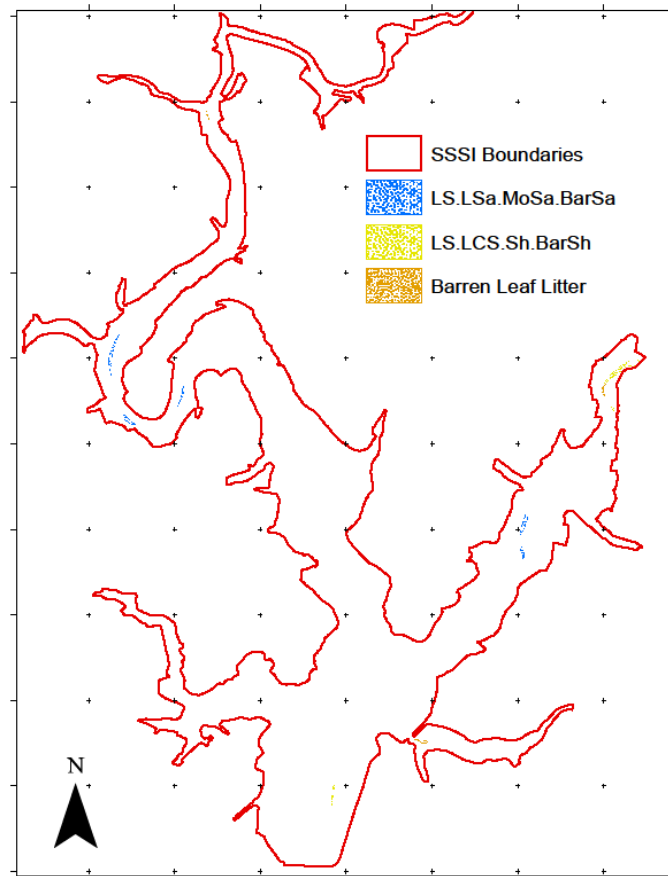 SSSI Boundaries
LS.LSa.MoSa.BarSa
LS.LCS.Sh.BarSh
Barren Leaf Litter
N